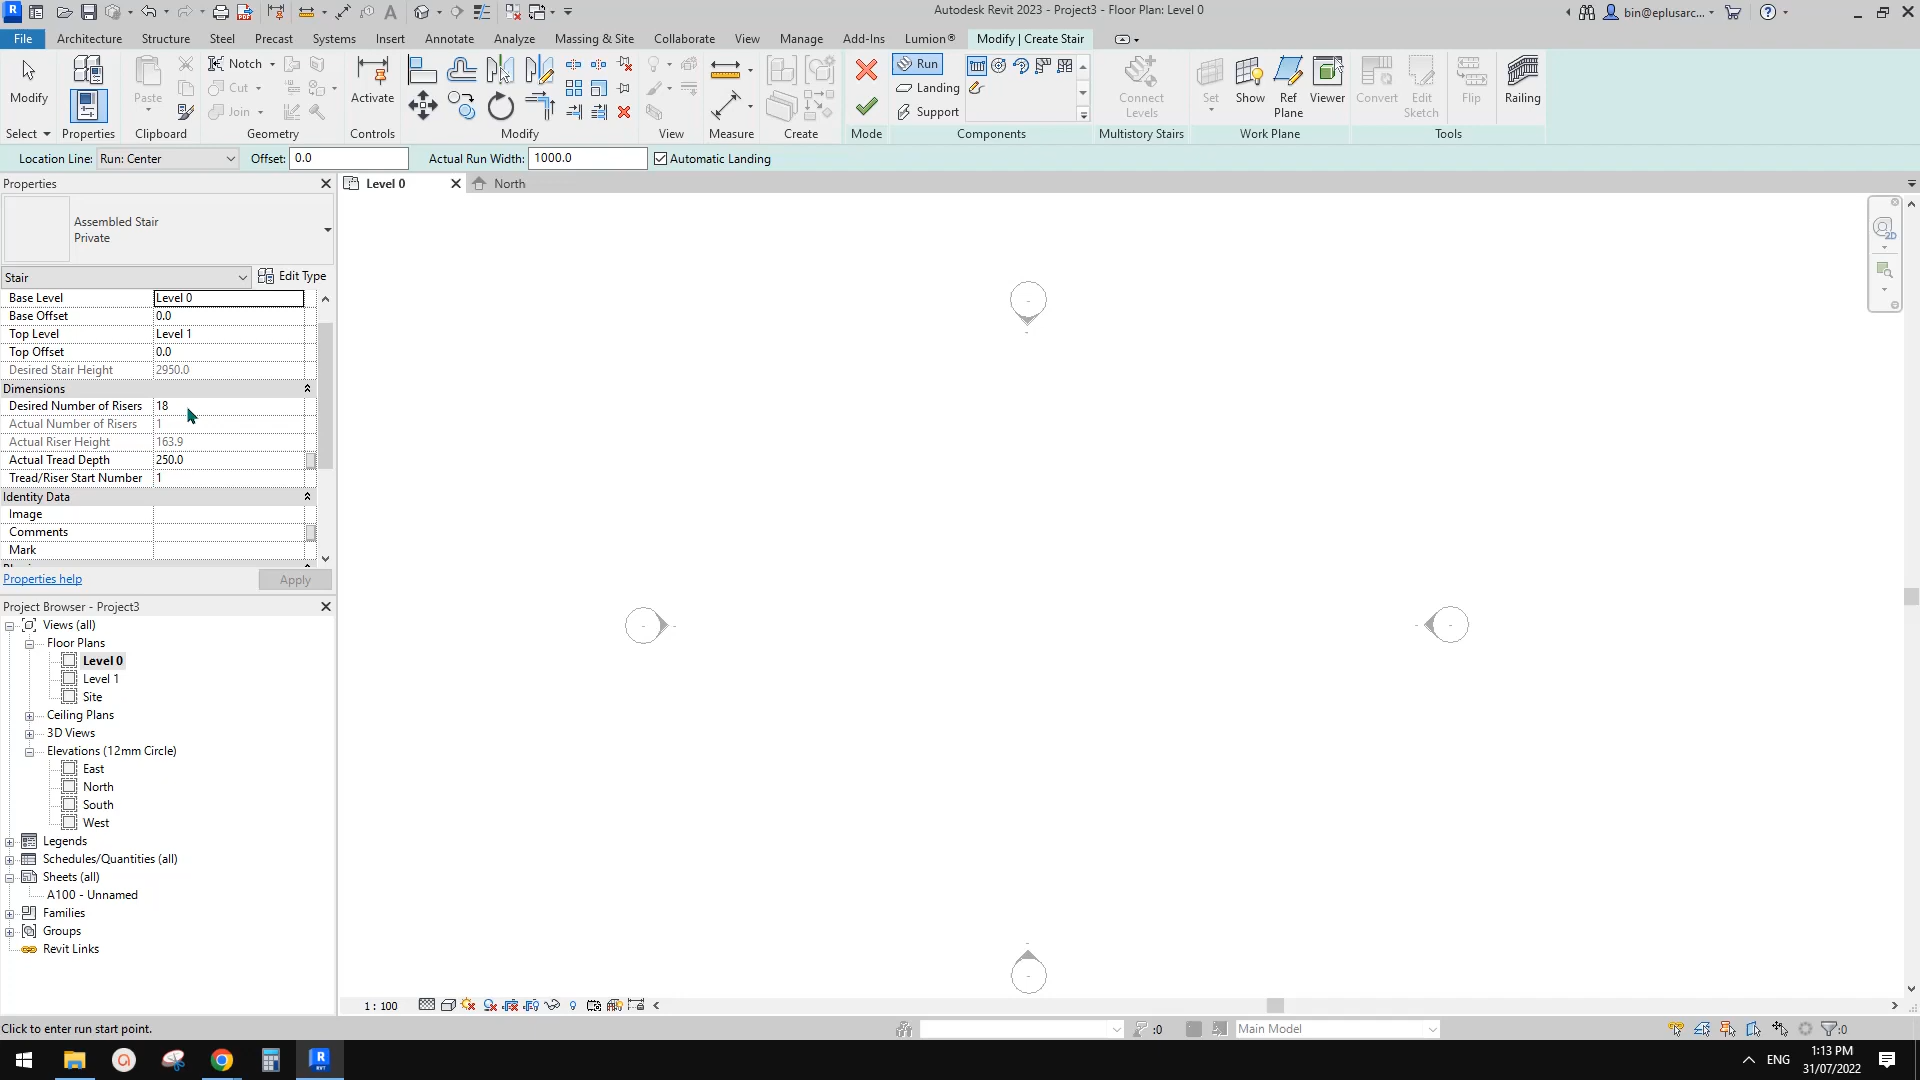 Autodesk Revit 2023 - Project3 - Floor Plan: Level 0
bin@eplusarc...
File Architecture Structure Steel Precast Systems Insert Annotate Analyze Massing & Site Collaborate View Manage Add-Ins Lumion® Modify | Create Stair
Modify
Paste
Notch
Cut
Join
Activate
Run
Landing
Support
Connect
Levels
Set
Show
Ref
Plane
Viewer
Convert
Edit
Sketch
Flip
Railing
Select Properties Clipboard Geometry Controls Modify View Measure Create Mode Components Multistory Stairs Work Plane Tools
Location Line: Run: Center Offset: 0.0 Actual Run Width: 1000.0 Automatic Landing
Properties
Level 0
North
Assembled Stair
Private
Stair
Edit Type
Base Level Level 0
Base Offset 0.0
Top Level Level 1
Top Offset 0.0
Desired Stair Height 2950.0
Dimensions
Desired Number of Risers 18
Actual Number of Risers 1
Actual Riser Height 163.9
Actual Tread Depth 250.0
Tread/Riser Start Number 1
Identity Data
Image
Comments
Mark
Properties help
Apply
Project Browser - Project3
Views (all)
Floor Plans
Level 0
Level 1
Site
Ceiling Plans
3D Views
Elevations (12mm Circle)
East
North
South
West
Legends
Schedules/Quantities (all)
Sheets (all)
A100 - Unnamed
Families
Groups
Revit Links
2D
1 : 100
Click to enter run start point.
:0
Main Model
:0
ENG
1:13 PM
31/07/2022